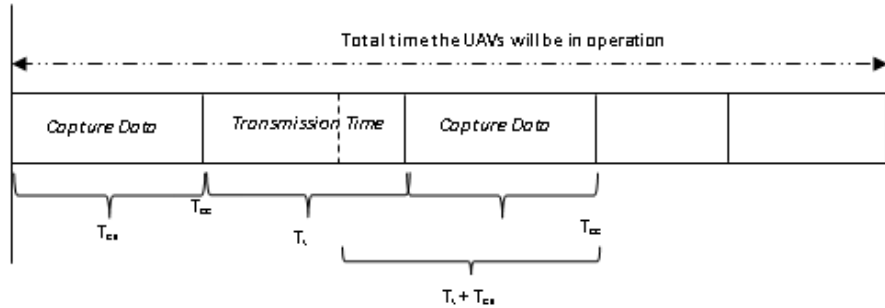 Total time the UAVs will be in operation
Capture Data Transmission Time Capture Data
T
T
T
T
T + T